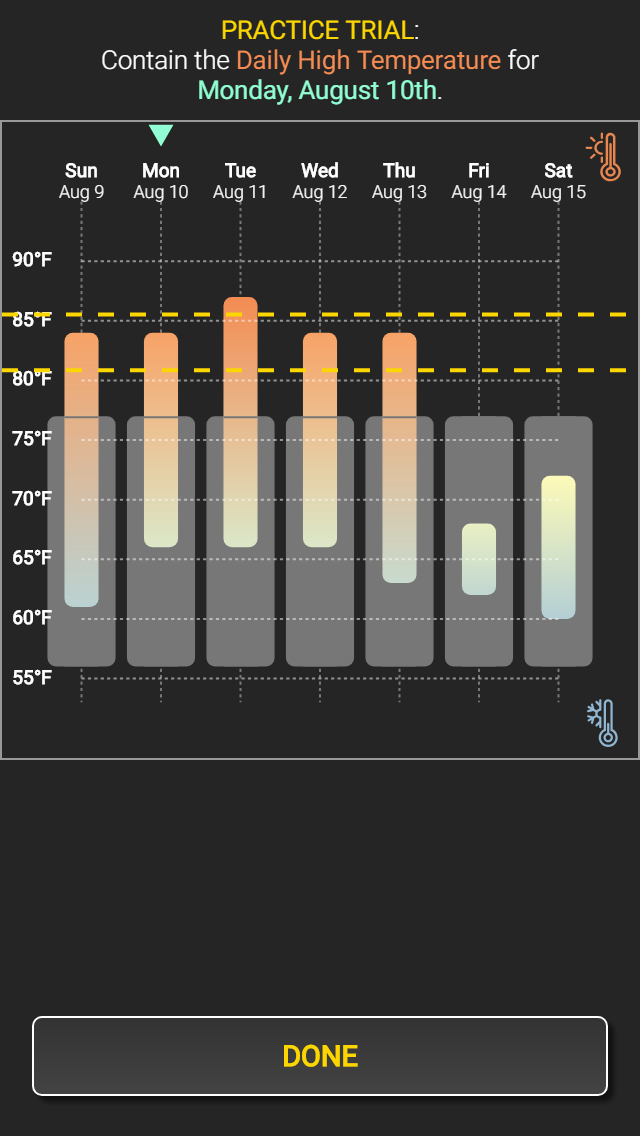 PRACTICE TRIAL:
Contain the Daily High Temperature for
Monday, August 10th.
Sun Mon Tue Wed Thu Fri Sat
Aug 9 Aug 10 Aug 11 Aug 12 Aug 13 Aug 14 Aug 15
90°F
85°F
80°F
75°F
70°F
65°F
60°F
55°F
DONE